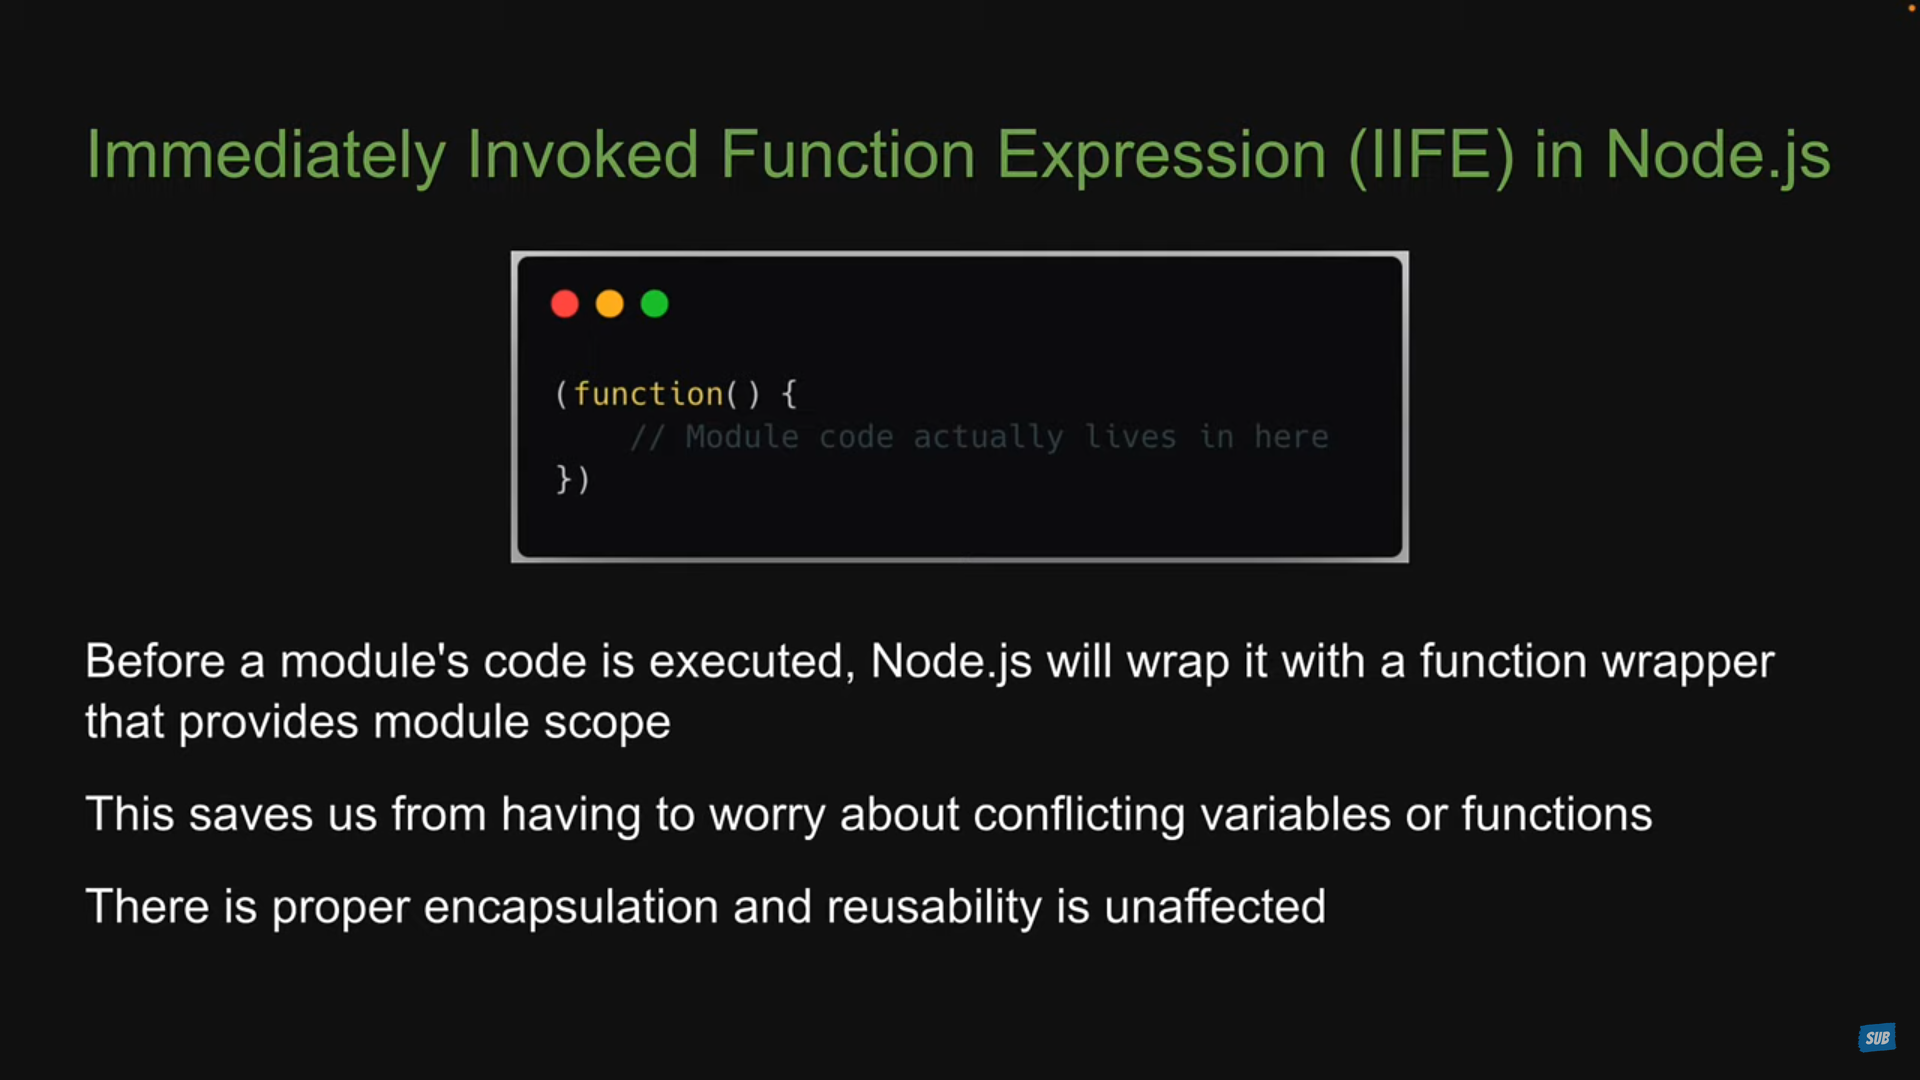 Immediately Invoked Function Expression (IIFE) in Node.js
(function() {
// Module code actually lives in here
})
Before a module's code is executed, Node.js will wrap it with a function wrapper
that provides module scope
This saves us from having to worry about conflicting variables or functions
There is proper encapsulation and reusability is unaffected
SUB